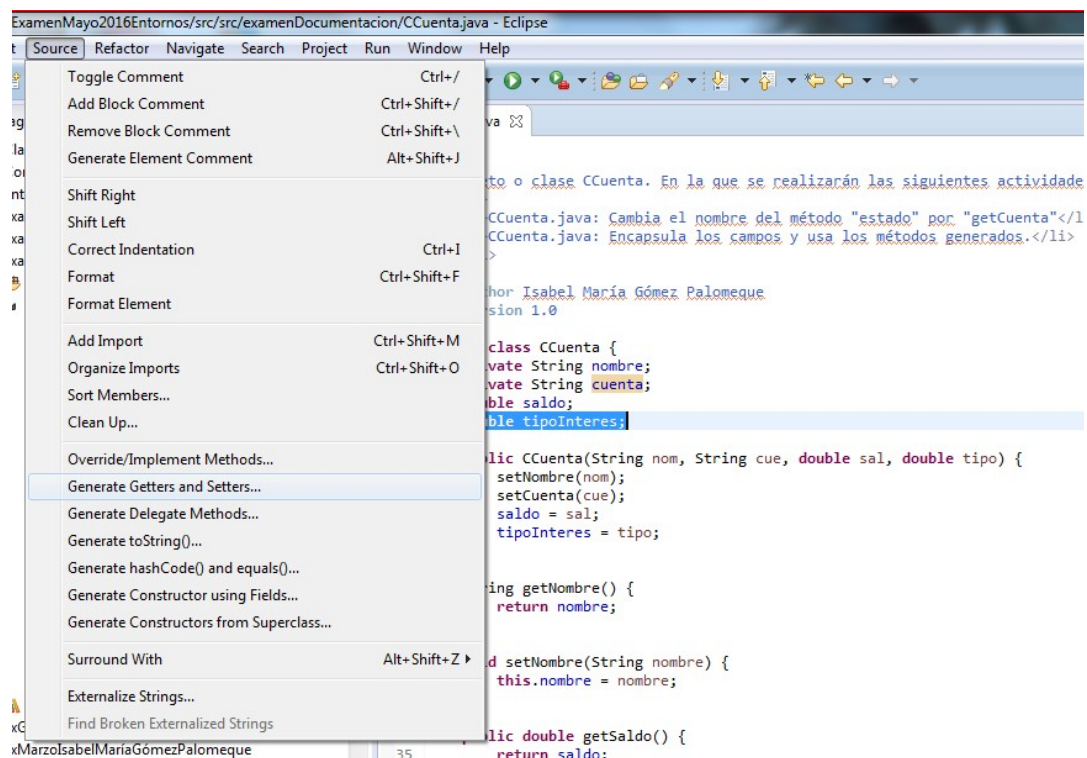 ExamenMayo2016Entornos/src/src/examenDocumentacion/CCuenta.java - Eclipse
t Source Refactor Navigate Search Project Run Window Help
Toggle Comment Ctrl+/
Add Block Comment Ctrl+Shift+/
Remove Block Comment Ctrl+Shift+\
Generate Element Comment Alt+Shift+J
Shift Right
Shift Left
Correct Indentation Ctrl+I
Format Ctrl+Shift+F
Format Element
Add Import Ctrl+Shift+M
Organize Imports Ctrl+Shift+O
Sort Members...
Clean Up...
Override/Implement Methods...
Generate Getters and Setters...
Generate Delegate Methods...
Generate toString()...
Generate hashCode() and equals()...
Generate Constructor using Fields...
Generate Constructors from Superclass...
Surround With Alt+Shift+Z
Externalize Strings...
Find Broken Externalized Strings
xMarzoIsabelMaríaGómezPalomeque
va
to o clase CCuenta. En la que se realizarán las siguientes actividade
CCuenta.java: Cambia el nombre del método "estado" por "getCuenta"</l
CCuenta.java: Encapsula los campos y usa los métodos generados.</li>
>
hor Isabel María Gómez Palomeque
sion 1.0
class CCuenta {
vate String nombre;
vate String cuenta;
ble saldo;
ble tipoInteres;
lic CCuenta(String nom, String cue, double sal, double tipo) {
setNombre(nom);
setCuenta(cue);
saldo = sal;
tipoInteres = tipo;
ing getNombre() {
return nombre;
d setNombre(String nombre) {
this.nombre = nombre;
lic double getSaldo() {
35 return saldo;